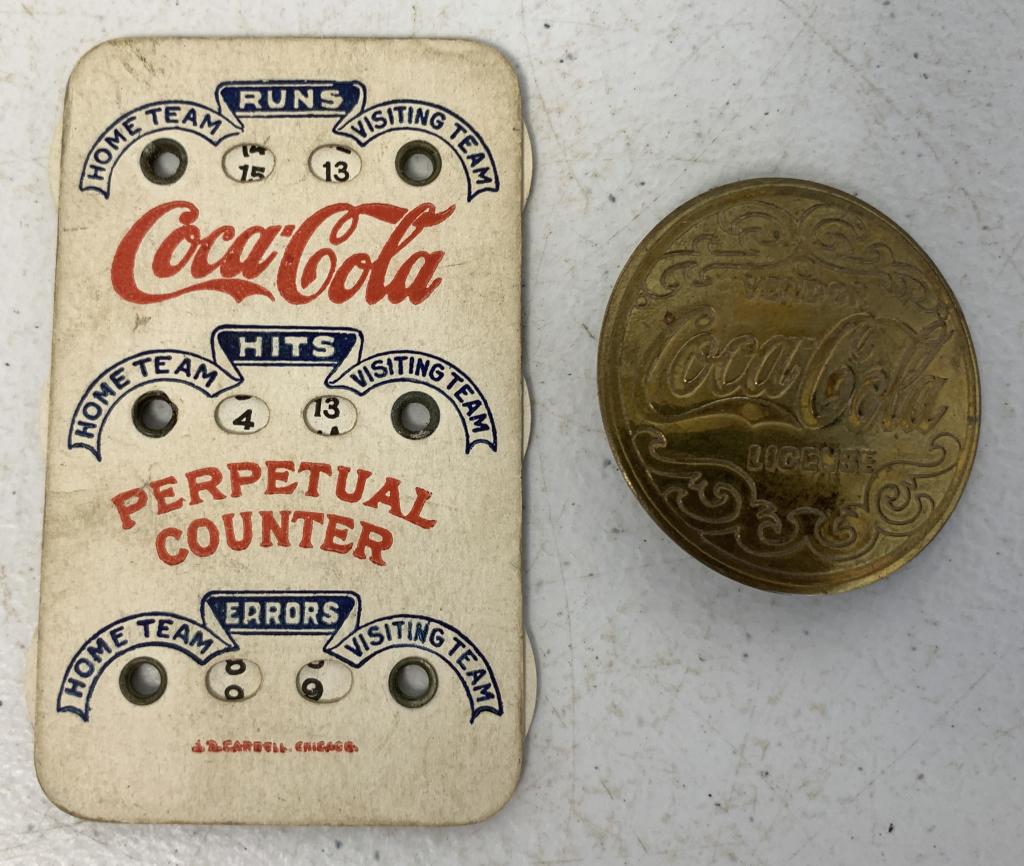 RUNS
HOME TEAM VISITING TEAM
15 13
Coca-Cola
HITS
HOME TEAM VISITING TEAM
4 13
PERPETUAL
COUNTER
ERRORS
HOME TEAM VISITING TEAM
CHICAGO.
VENDOR
Coca Cola
LICENSE